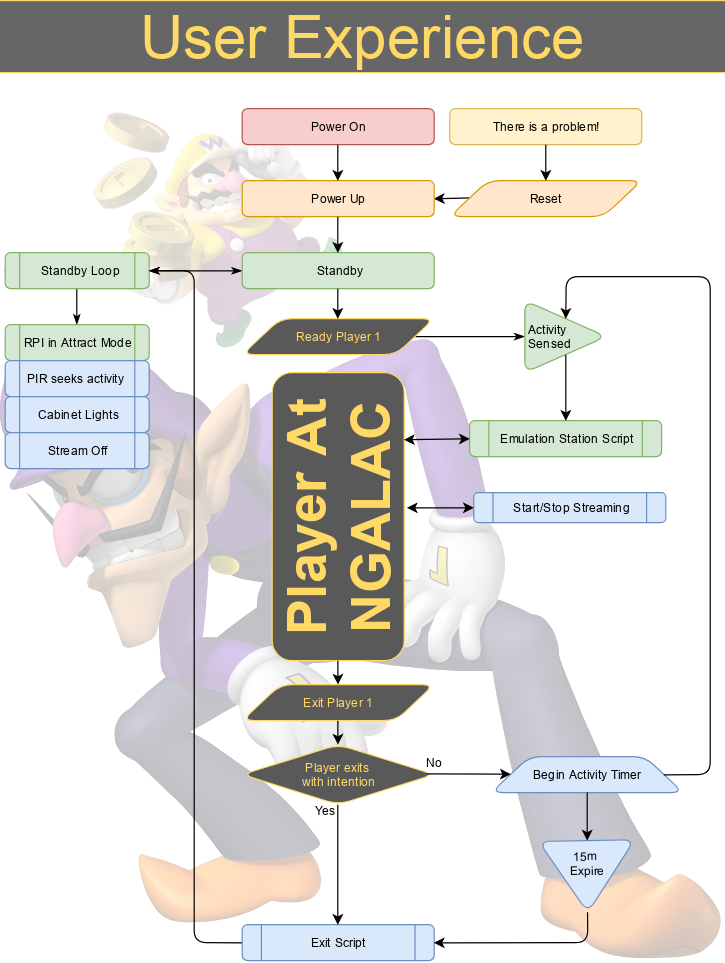 User Experience
Power On
There is a problem!
Power Up
Reset
Standby Loop
Standby
Ready Player 1
Activity
Sensed
RPI in Attract Mode
PIR seeks activity
Cabinet Lights
Stream Off
Player At
NGALAC
Emulation Station Script
Start/Stop Streaming
Exit Player 1
Player exits
with intention
No
Begin Activity Timer
Yes
15m
Expire
Exit Script